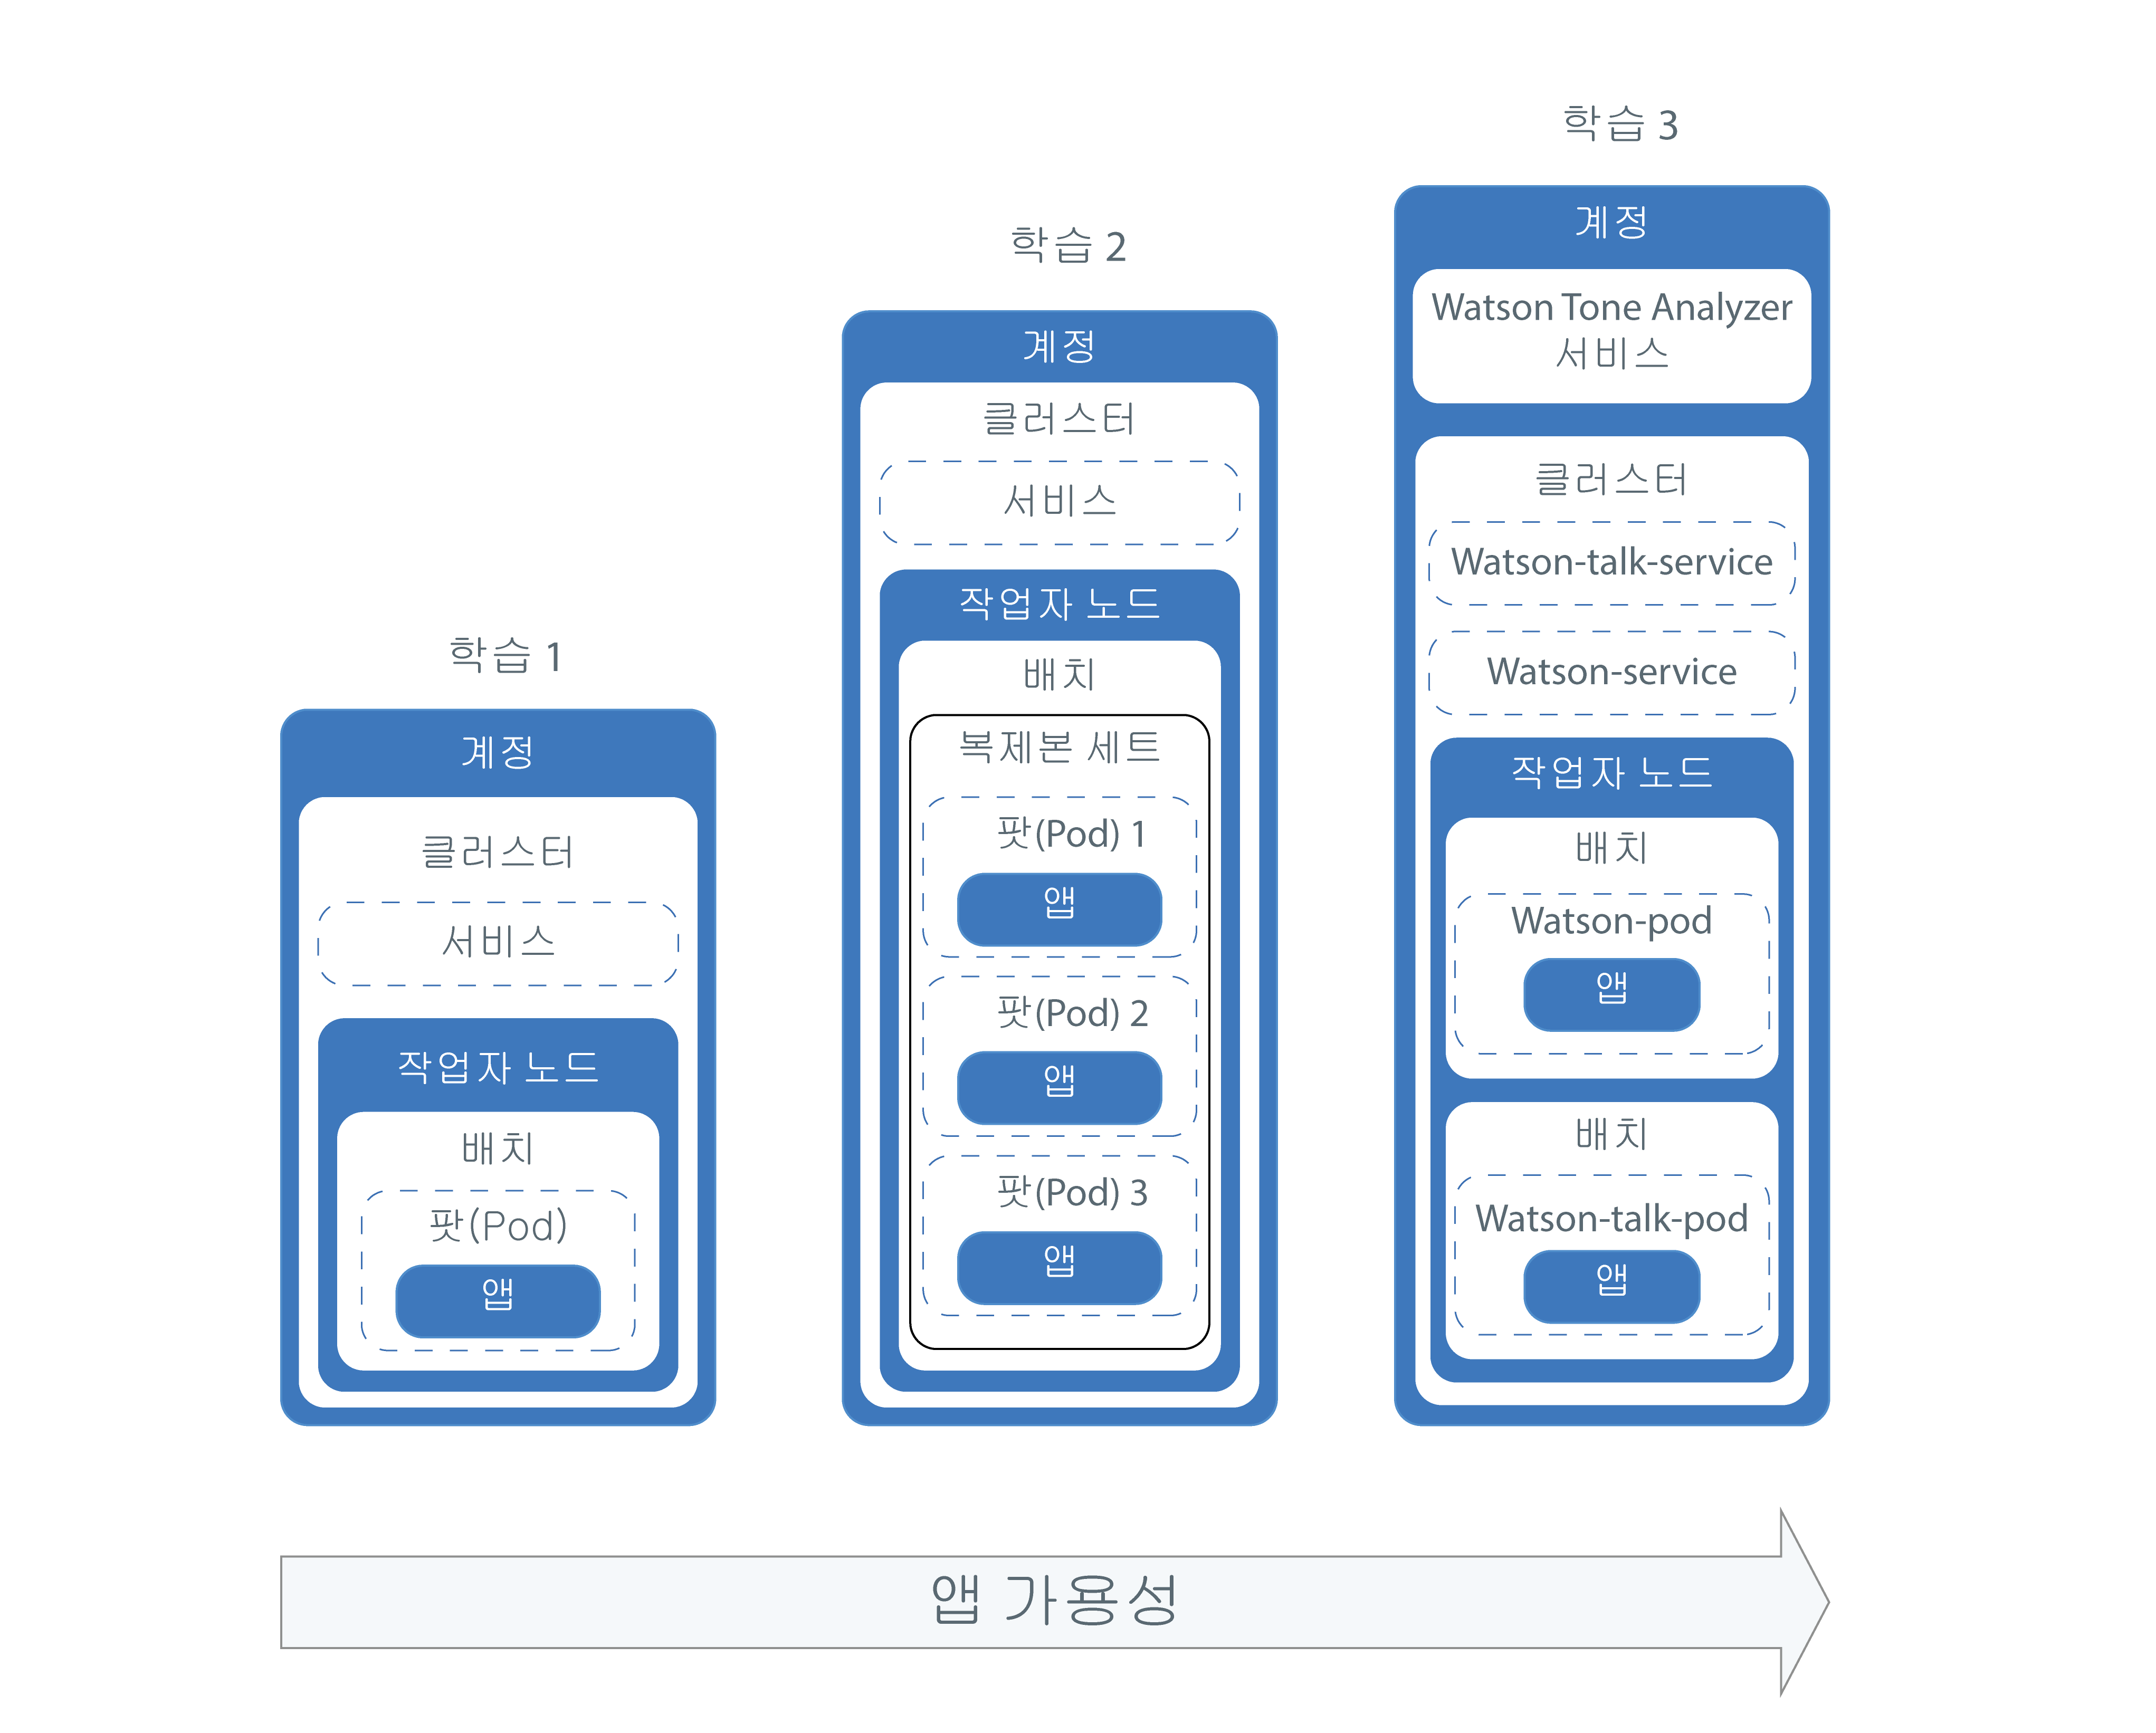 학습 1
계정
클러스터
서비스
작업자 노드
배치
팟(Pod)
앱
학습 2
계정
클러스터
서비스
작업자 노드
배치
복제본 세트
팟(Pod) 1
앱
팟(Pod) 2
앱
팟(Pod) 3
앱
학습 3
계정
Watson Tone Analyzer
서비스
클러스터
Watson-talk-service
Watson-service
작업자 노드
배치
Watson-pod
앱
배치
Watson-talk-pod
앱
앱 가용성